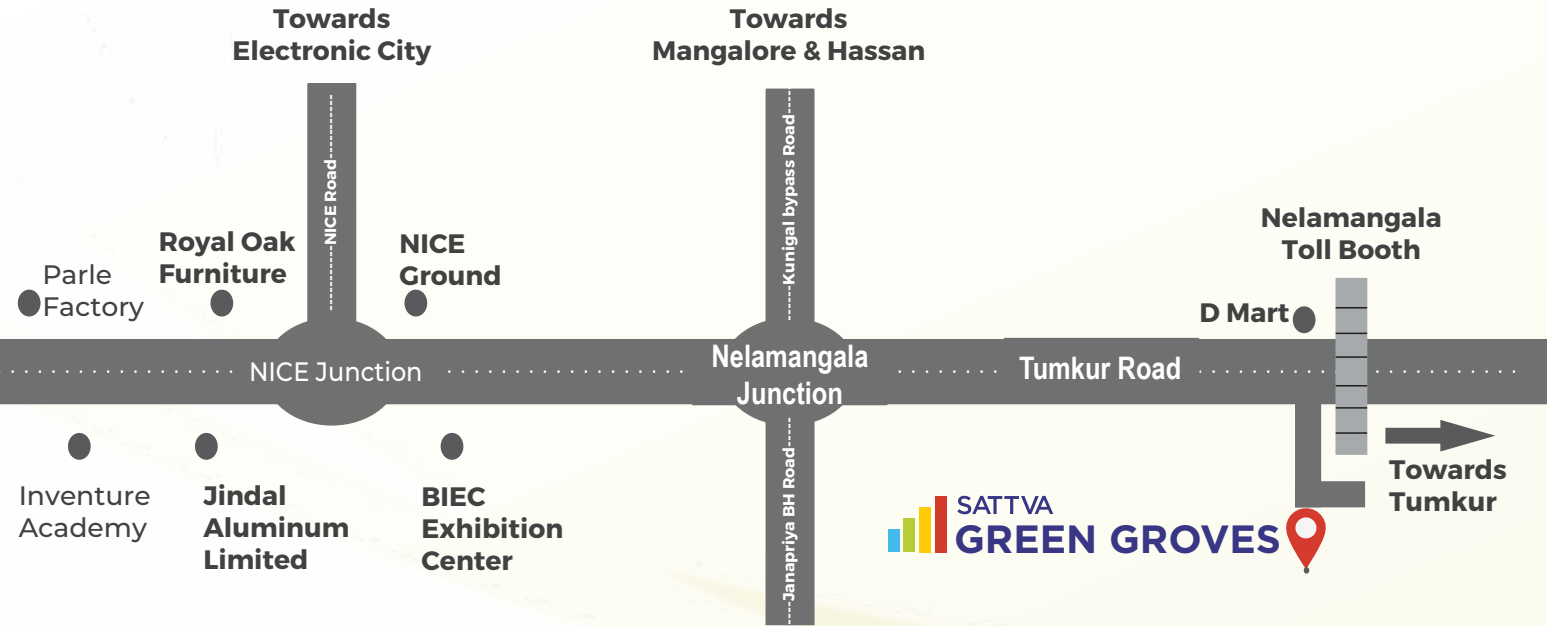 Towards
Electronic City
Towards
Mangalore & Hassan
NICE Road
Kunigal bypass Road
Parle
Factory
Royal Oak
Furniture
NICE
Ground
Nelamangala
Toll Booth
D Mart
NICE Junction
Nelamangala
Junction
Tumkur Road
Inventure
Academy
Jindal
Aluminum
Limited
BIEC
Exhibition
Center
Janapriya BH Road
SATTVA
GREEN GROVES
Towards
Tumkur